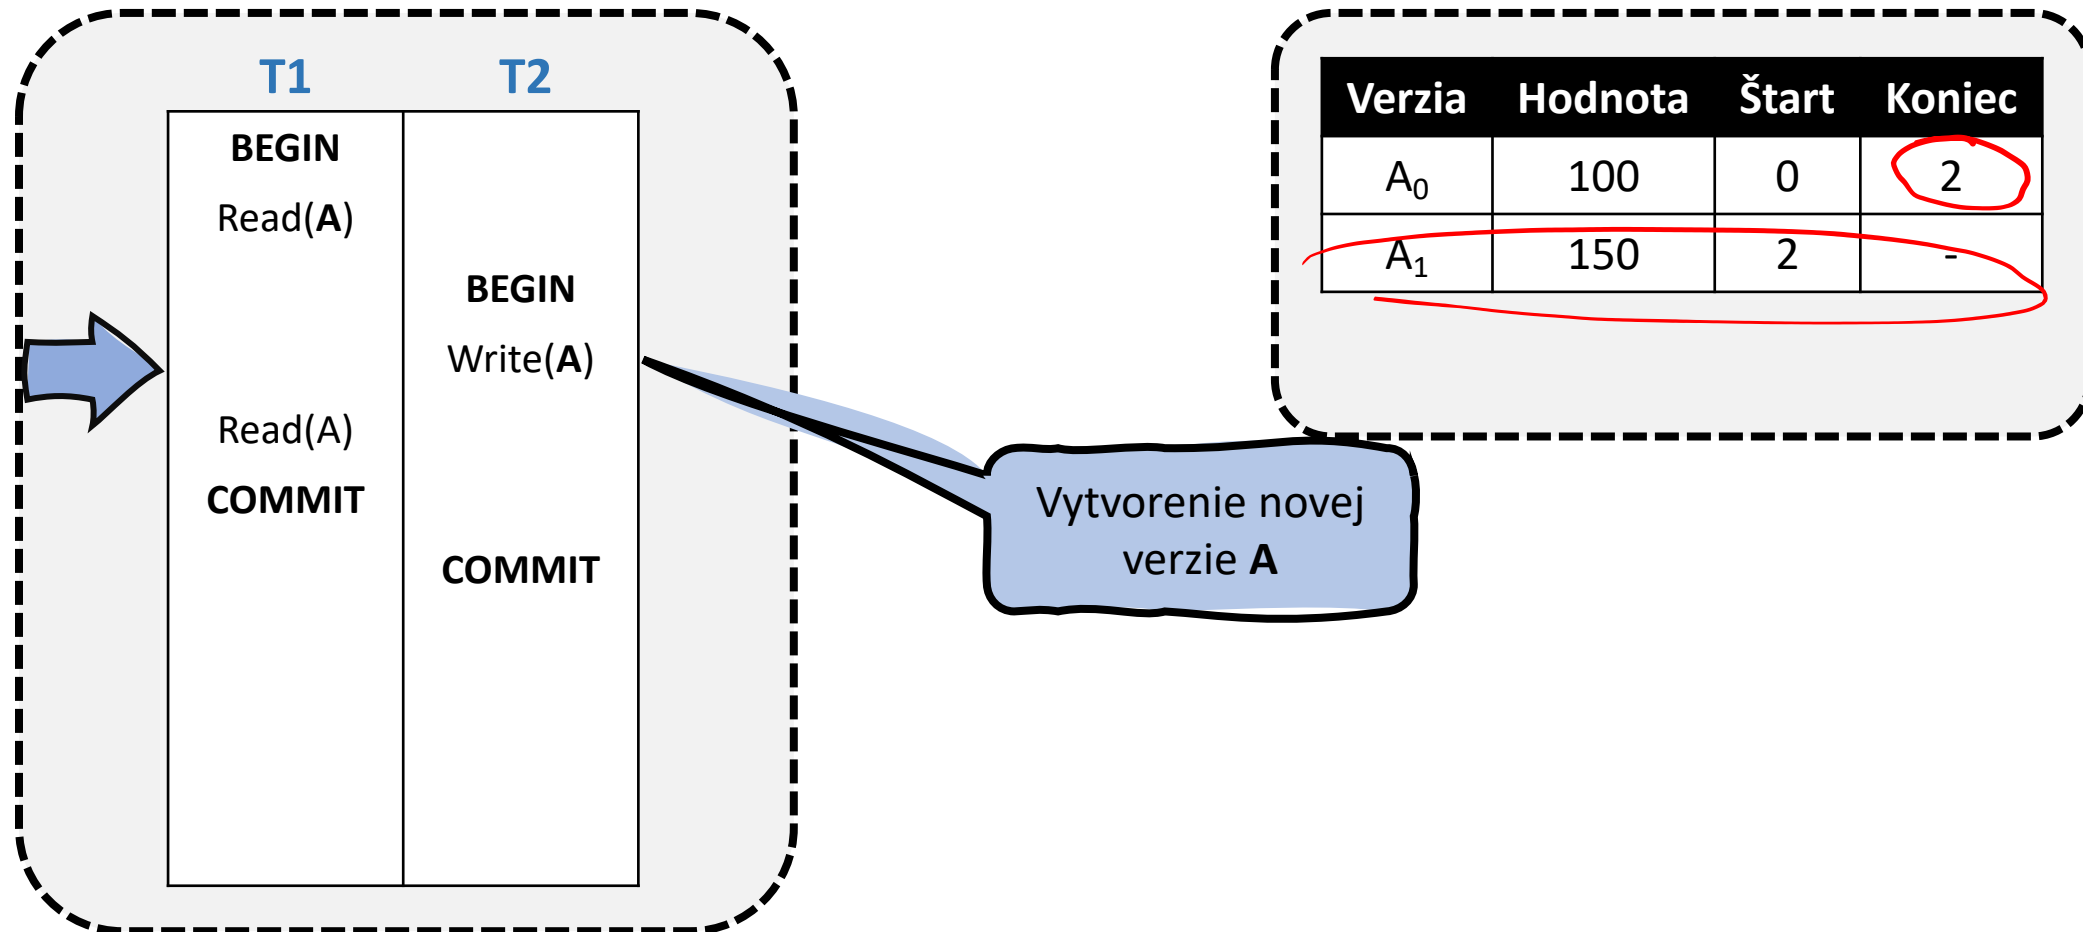 T1 T2
BEGIN
Read(A)
BEGIN
Write(A)
Read(A)
COMMIT
COMMIT
Vytvorenie novej
verzie A
Verzia Hodnota Štart Koniec
A₀ 100 0 2
A₁ 150 2 -